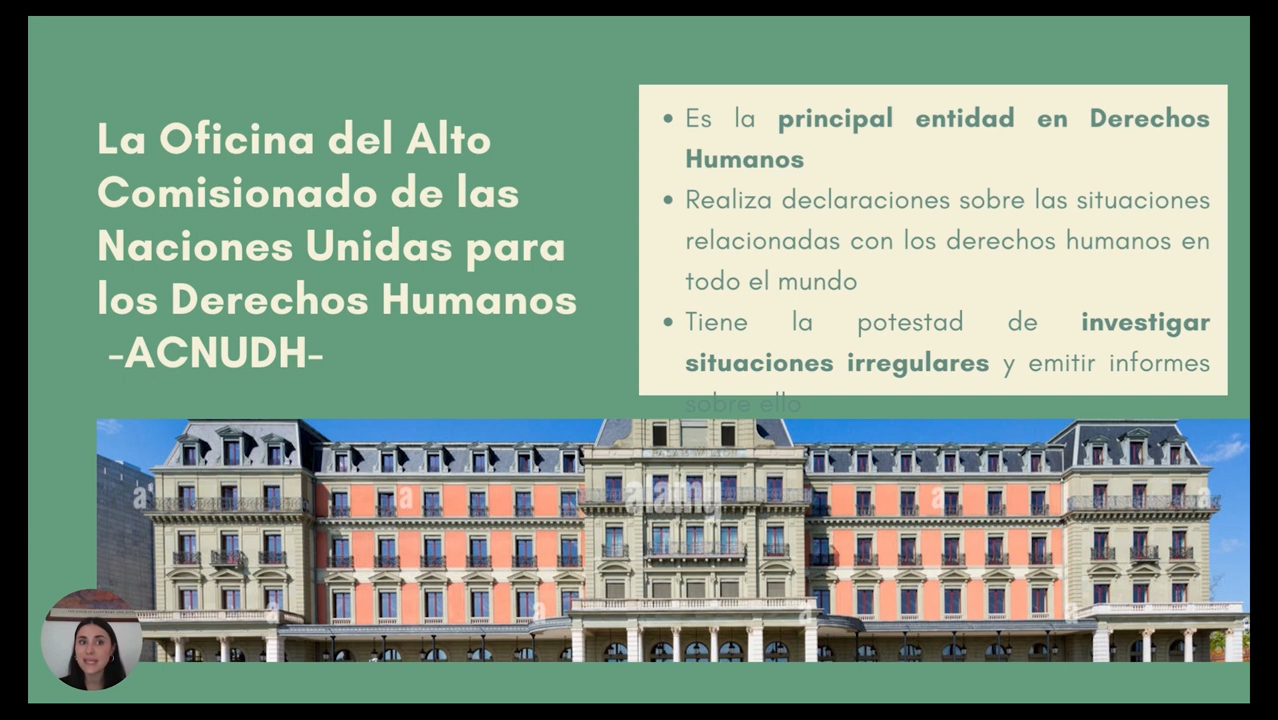 La Oficina del Alto
Comisionado de las
Naciones Unidas para
los Derechos Humanos
-ACNUDH-
• Es la principal entidad en Derechos
Humanos
• Realiza declaraciones sobre las situaciones
relacionadas con los derechos humanos en
todo el mundo
• Tiene la potestad de investigar
situaciones irregulares y emitir informes
sobre ello
alamy
a
a
a
a
a
a